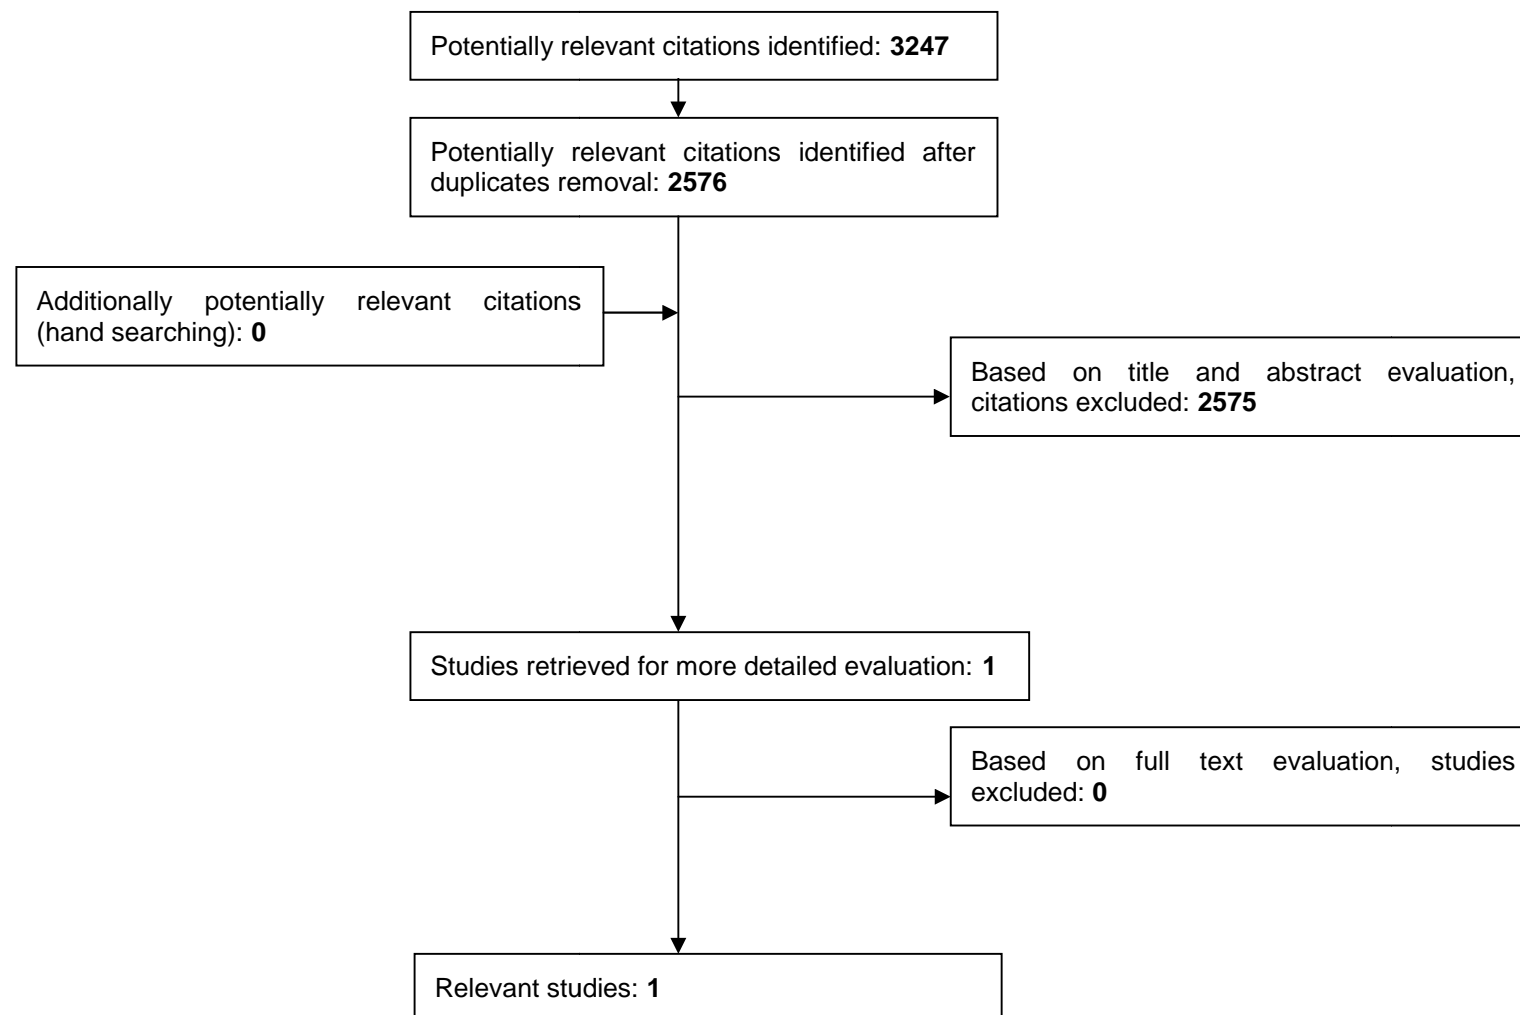 Potentially relevant citations identified: 3247
Potentially relevant citations identified after
duplicates removal: 2576
Additionally potentially relevant citations
(hand searching): 0
Based on title and abstract evaluation,
citations excluded: 2575
Studies retrieved for more detailed evaluation: 1
Based on full text evaluation, studies
excluded: 0
Relevant studies: 1